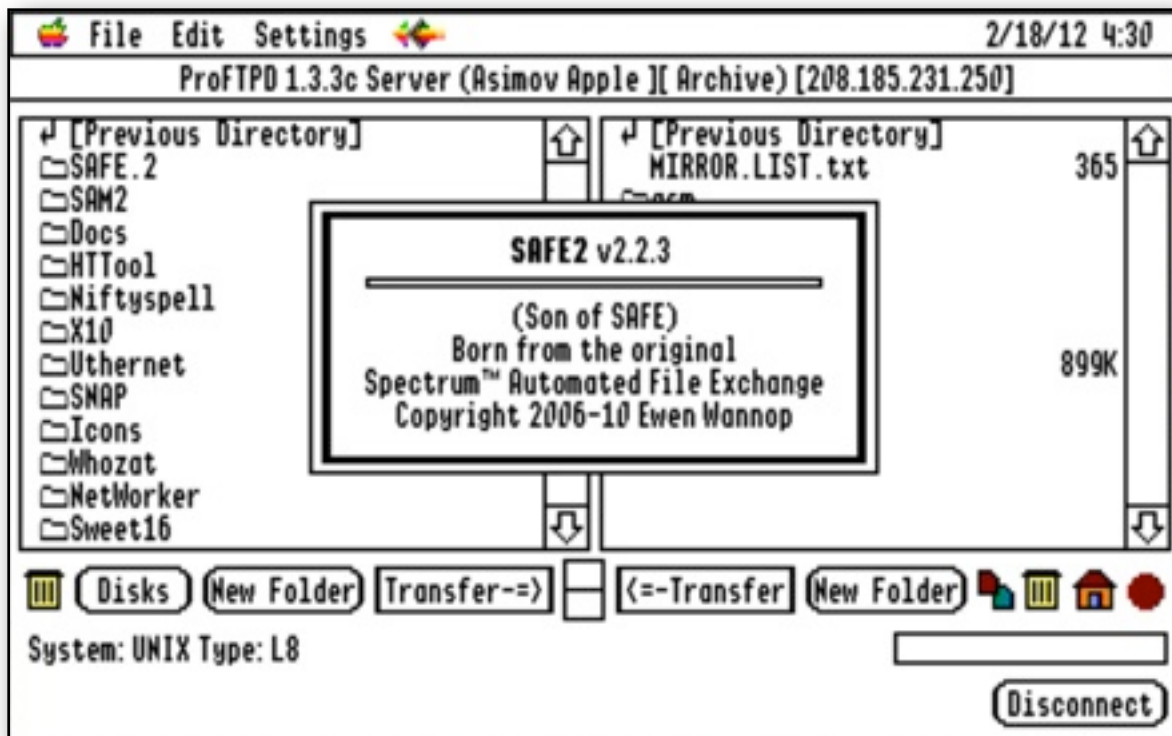 File Edit Settings 2/18/12 4:30
ProFTPD 1.3.3c Server (Asimov Apple ][ Archive) [208.185.231.250]
[Previous Directory]
SAFE.2
SAM2
Docs
HTTool
Niftyspell
X10
Uthernet
SNAP
Icons
Whozat
NetWorker
Sweet16
[Previous Directory]
MIRROR.LIST.txt 365
899K
SAFE2 v2.2.3
(Son of SAFE)
Born from the original
Spectrum™ Automated File Exchange
Copyright 2006-10 Ewen Wannop
Disks New Folder Transfer-=> <=-Transfer New Folder
System: UNIX Type: L8
Disconnect